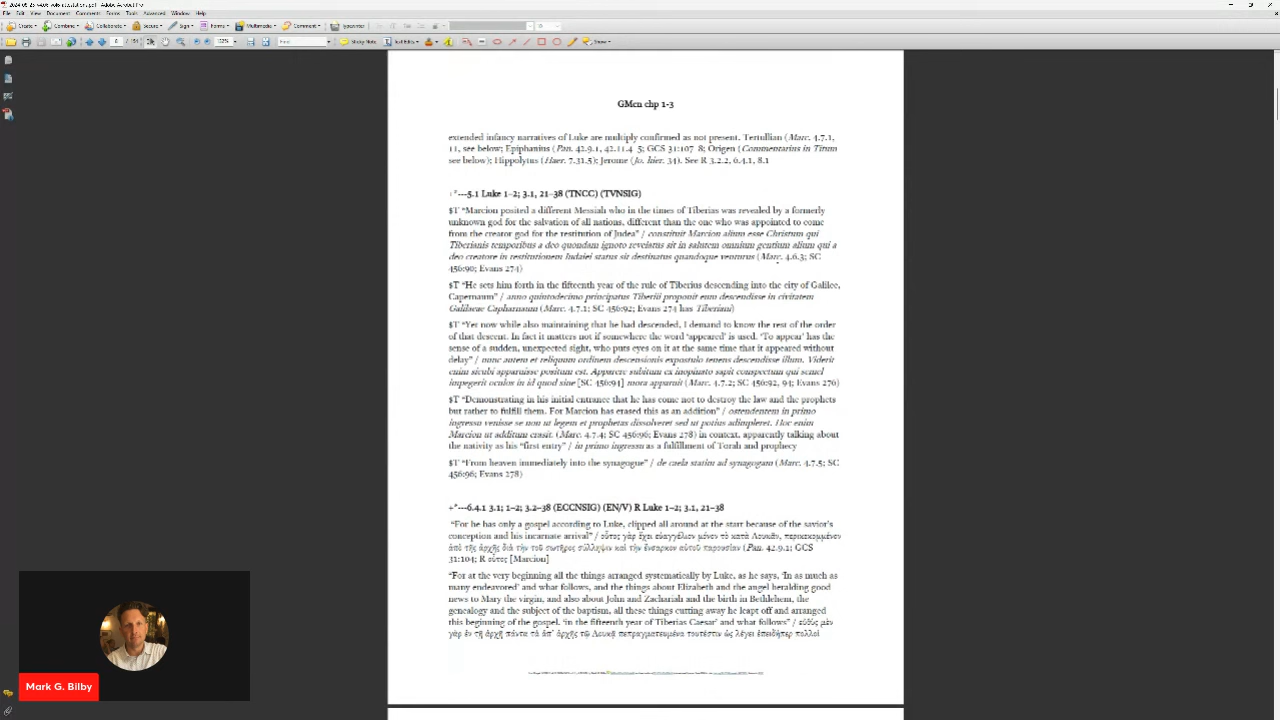 File Edit View Document Comments Forms Tools Advanced Window Help
Create Combine Collaborate Secure Sign Forms Multimedia Comment
Sticky Note Text Edits Show
GMcn chp 1-3
extended infancy narratives of Luke are multiply confirmed as not present. Tertullian (Marc. 4.7.1,
11, see below; Epiphanius (Pan. 42.9.1, 42.11.4–5; GCS 31:107–8; Origen (Commentarius in Titum
see below); Hippolytus (Haer. 7.31.5); Jerome (Jo. hier. 34). See R 3.2.2, 6.4.1, 8.1
5.1 Luke 1–2; 3.1, 21–38 (TNCC) (TVNSIG)
$T “Marcion posited a different Messiah who in the times of Tiberias was revealed by a formerly
unknown god for the salvation of all nations, different than the one who was appointed to come
from the creator god for the restitution of Judea” / constituit Marcion alium esse Christum qui
Tiberianis temporibus a deo quondam ignoto revelatus sit in salutem omnium gentium alium qui a
deo creatore in restitutionem Iudaici status sit destinatus quandoque venturus (Marc. 4.6.3; SC
456:90; Evans 274)
$T “He sets him forth in the fifteenth year of the rule of Tiberius descending into the city of Galilee,
Capernaum” / anno quintodecimo principatus Tiberii proponit eum descendisse in civitatem
Galilaeae Capharnaum (Marc. 4.7.1; SC 456:92; Evans 274 has Tiberiani)
$T “Yet now while also maintaining that he had descended, I demand to know the rest of the order
of that descent. In fact it matters not if somewhere the word ‘appeared’ is used. ‘To appear’ has the
sense of a sudden, unexpected sight, who puts eyes on it at the same time that it appeared without
delay” / nunc autem et reliquum ordinem descensionis expostulo tenens descendisse illum. Viderit
enim sicubi apparuisse positum est. Apparere subitum ex inopinato sapit conspectum qui semel
impegerit oculos in id quod sine [SC 456:94] mora apparuit (Marc. 4.7.2; SC 456:92, 94; Evans 276)
$T “Demonstrating in his initial entrance that he has come not to destroy the law and the prophets
but rather to fulfill them. For Marcion has erased this as an addition” / ostendentem in primo
ingressu venisse se non ut legem et prophetas dissolveret sed ut potius adimpleret. Hoc enim
Marcion ut additum erasit. (Marc. 4.7.4; SC 456:96; Evans 278) in context, apparently talking about
the nativity as his “first entry” / in primo ingressu as a fulfillment of Torah and prophecy
$T “From heaven immediately into the synagogue” / de caelo statim ad synagogam (Marc. 4.7.5; SC
456:96; Evans 278)
6.4.1 3.1; 1–2; 3.2–38 (ECCNSIG) (EN/V) R Luke 1–2; 3.1, 21–38
“For he has only a gospel according to Luke, clipped all around at the start because of the savior’s
conception and his incarnate arrival” / οὗτος γὰρ ἔχει εὐαγγέλιον μόνον τὸ κατὰ Λουκᾶν, περικεκομμένον
ἀπὸ τῆς ἀρχῆς διὰ τὴν τοῦ σωτῆρος σύλληψιν καὶ τὴν ἔνσαρκον αὐτοῦ παρουσίαν (Pan. 42.9.1; GCS
31:104; R οὗτος [Marcion]
“For at the very beginning all the things arranged systematically by Luke, as he says, ‘In as much as
many endeavored’ and what follows, and the things about Elizabeth and the angel heralding good
news to Mary the virgin, and also about John and Zachariah and the birth in Bethlehem, the
genealogy and the subject of the baptism, all these things cutting away he leapt off and arranged
this beginning of the gospel, ‘in the fifteenth year of Tiberias Caesar’ and what follows” / εὐθὺς μὲν
γὰρ ἐν τῇ ἀρχῇ πάντα τὰ ἀπ᾽ ἀρχῆς τῷ Λουκᾷ πεπραγματευμένα τουτέστιν ὡς λέγει ἐπειδήπερ πολλοὶ
Mark G. Bilby